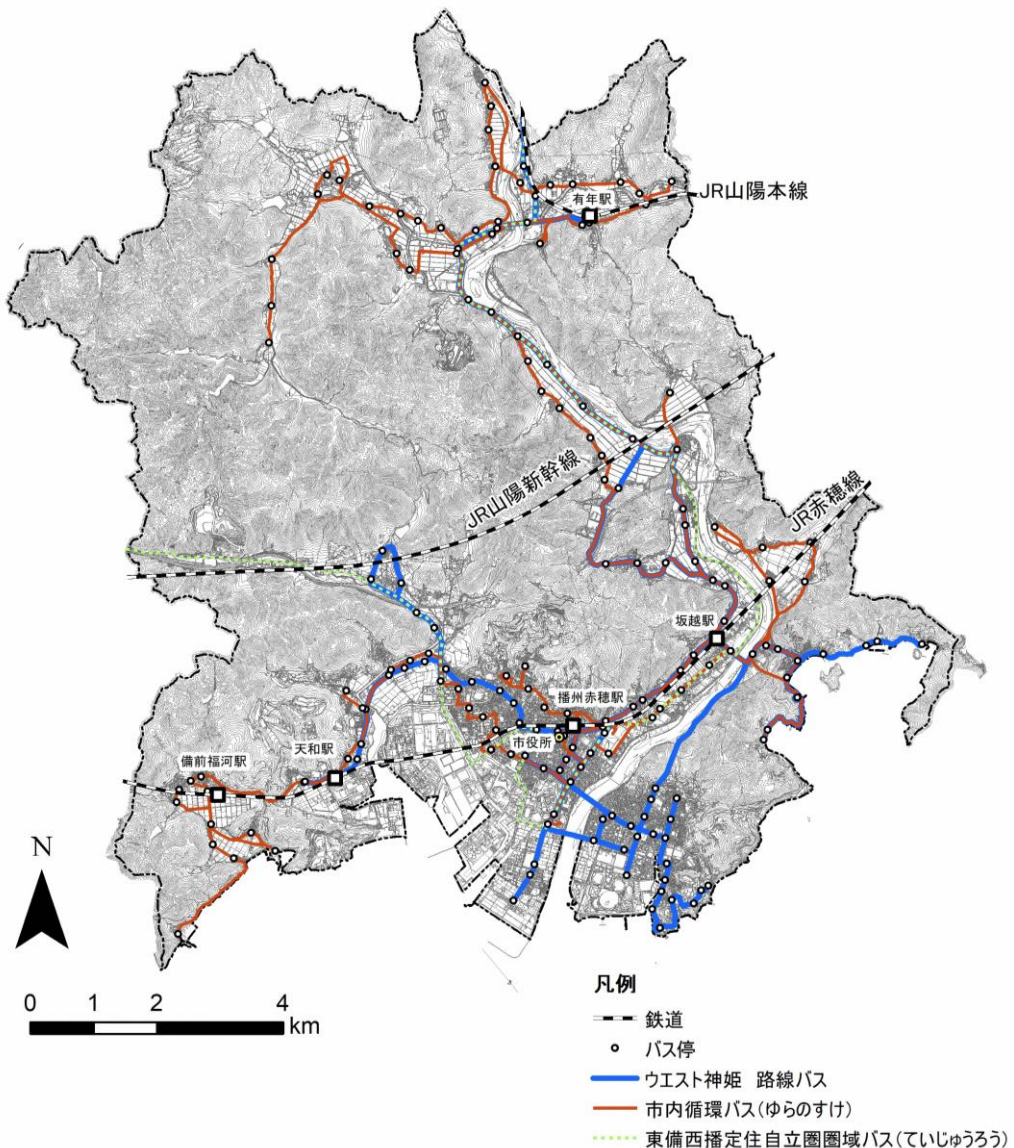 JR山陽本線
有年駅
JR山陽新幹線
JR赤穂線
坂越駅
播州赤穂駅
市役所
天和駅
備前福河駅
N
0 1 2 4
km
凡例
鉄道
バス停
ウエスト神姫 路線バス
市内循環バス(ゆらのすけ)
東備西播定住自立圏圏域バス(ていじゅうろう)